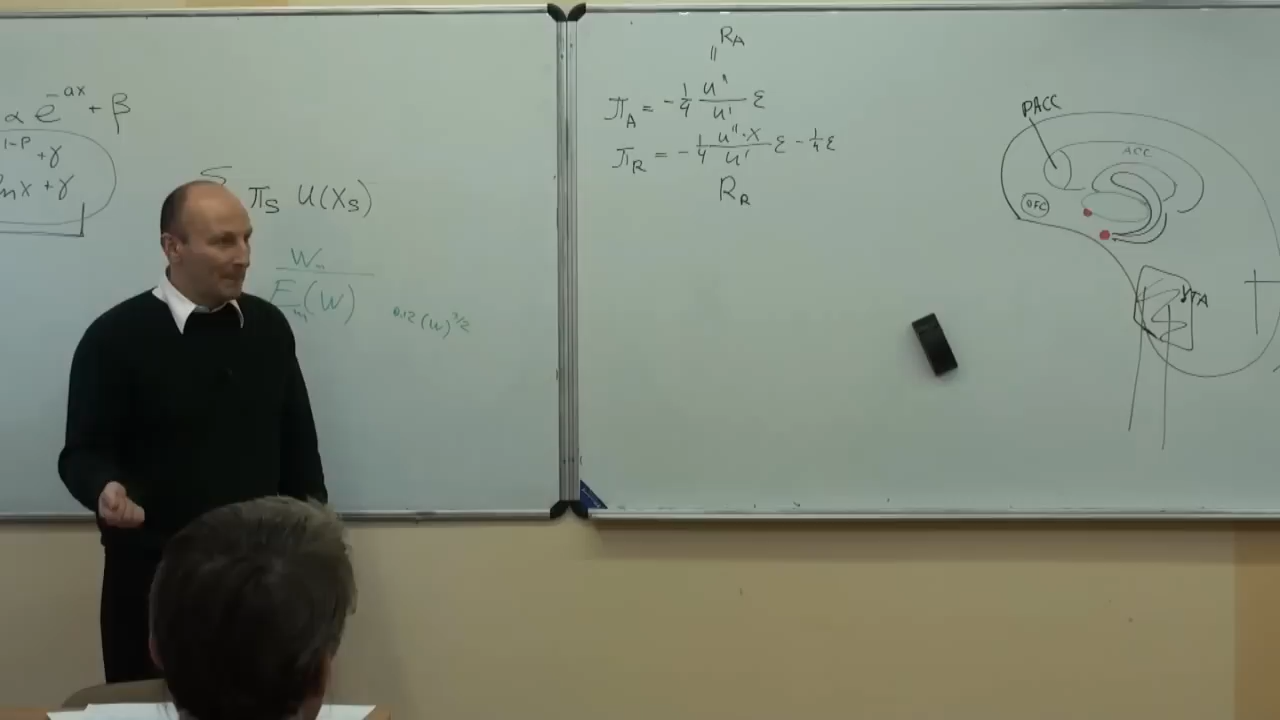 α e^-ax + β
1-P + γ
ln x + γ
π_S U(X_S)
W_n
(W)
0.12 (W)^3/2
R_A
π_A = -1/4 u''/u' ε
π_R = -1/4 u''·x/u' ε - 1/4 ε
R_R
PACC
ACC
OFC
VTA